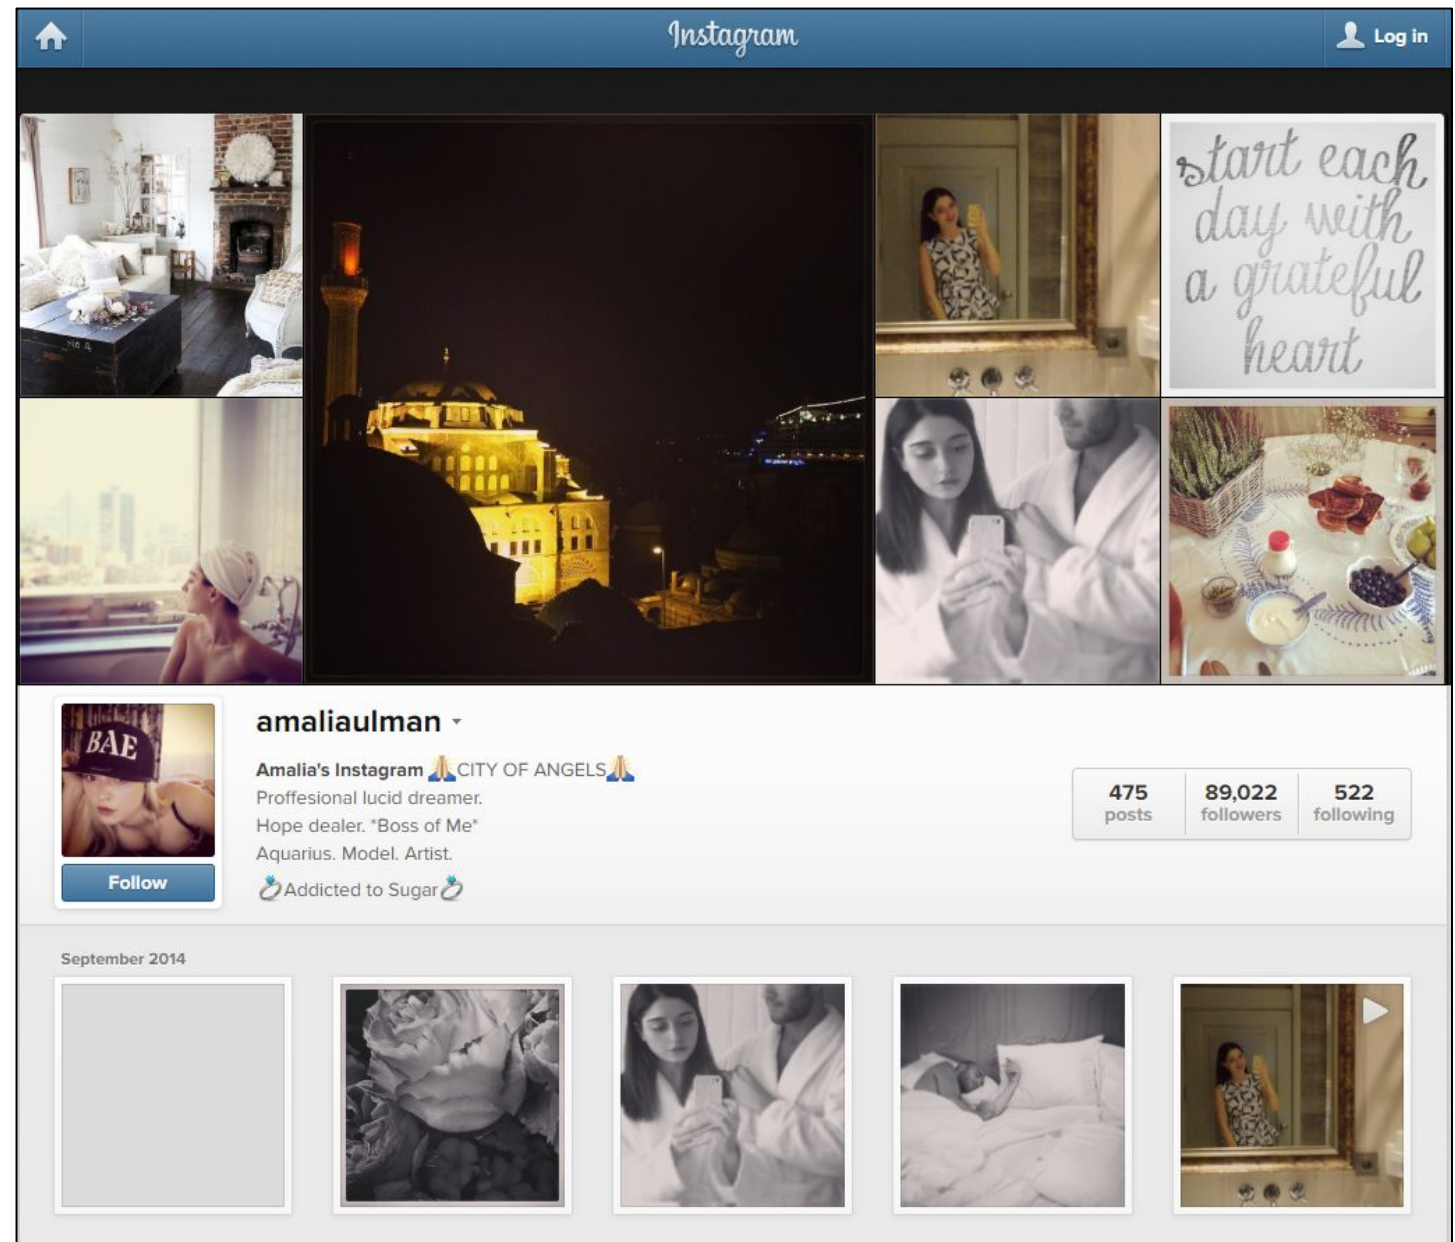 Instagram
Log in
start each
day with
a grateful
heart
No 4
BAE
amaliaulman
Amalia's Instagram 🙏CITY OF ANGELS🙏
Proffesional lucid dreamer.
Hope dealer. *Boss of Me*
Aquarius. Model. Artist.
💍Addicted to Sugar💍
475 posts
89,022 followers
522 following
Follow
September 2014